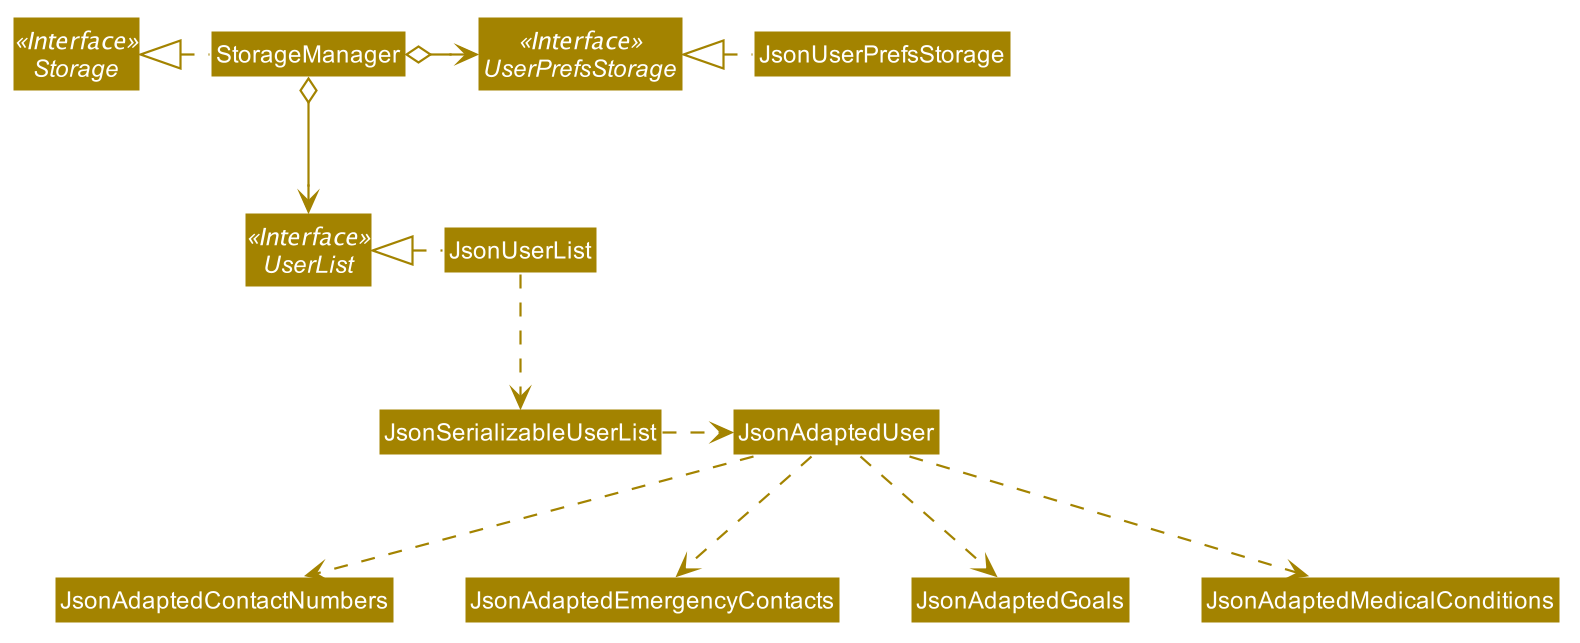 «Interface»
Storage
StorageManager
«Interface»
UserPrefsStorage
JsonUserPrefsStorage
«Interface»
UserList
JsonUserList
JsonSerializableUserList
JsonAdaptedUser
JsonAdaptedContactNumbers
JsonAdaptedEmergencyContacts
JsonAdaptedGoals
JsonAdaptedMedicalConditions